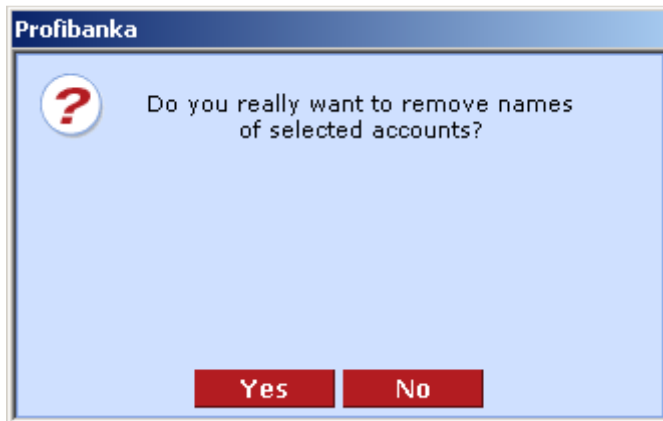 Profibanka
Do you really want to remove names
of selected accounts?
Yes No